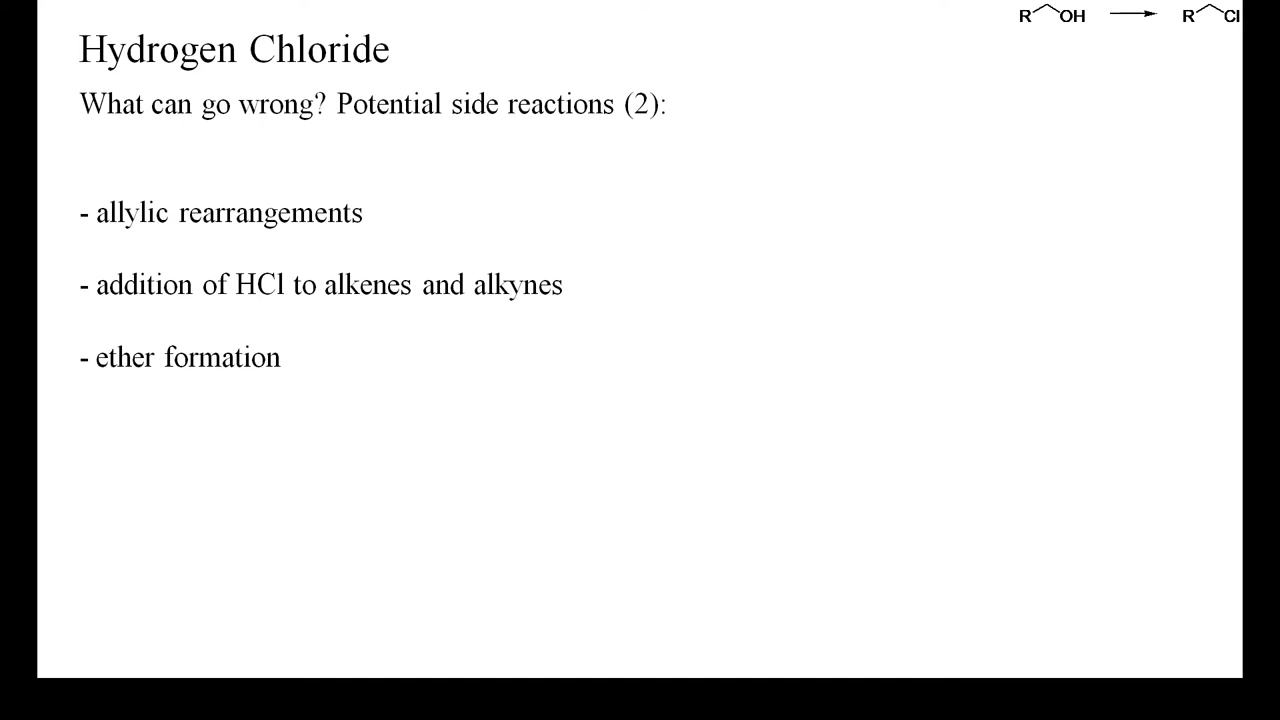 R OH R Cl
Hydrogen Chloride
What can go wrong? Potential side reactions (2):
- allylic rearrangements
- addition of HCl to alkenes and alkynes
- ether formation